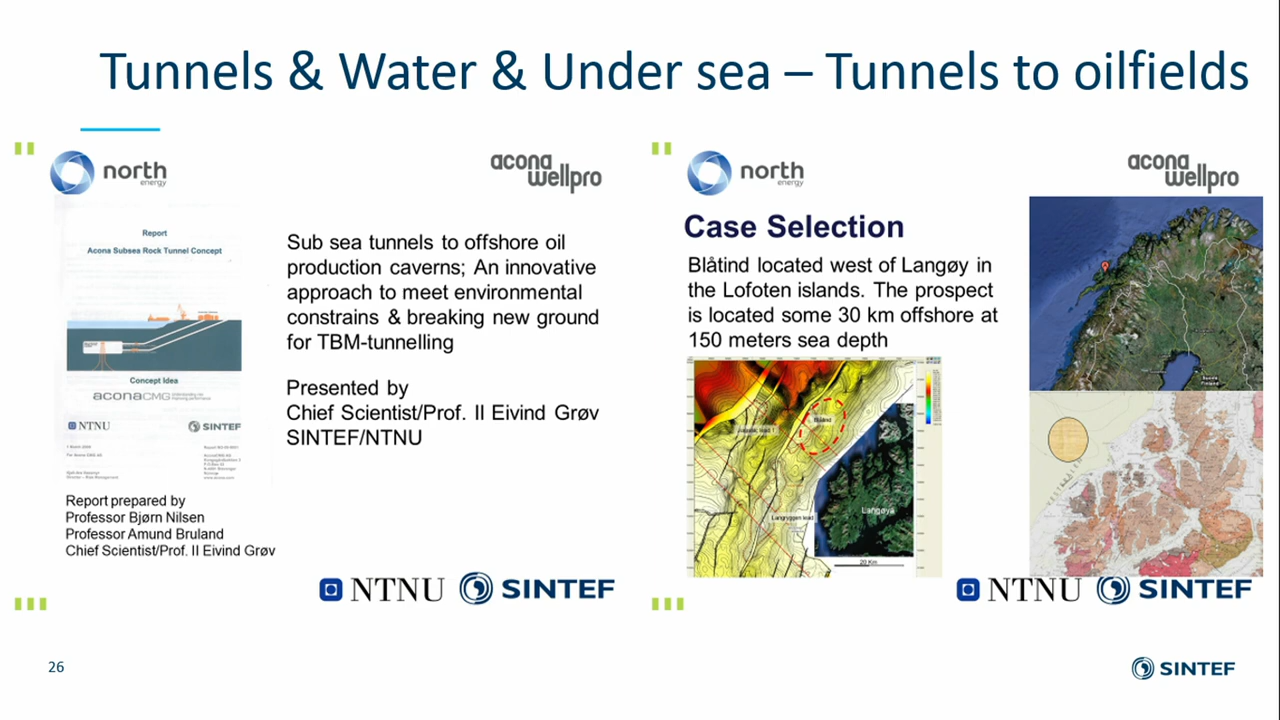 Tunnels & Water & Under sea – Tunnels to oilfields
north
energy
acona
wellpro
Report
Acona Subsea Rock Tunnel Concept
Concept Idea
aconaCMG
NTNU
SINTEF
Report prepared by
Professor Bjørn Nilsen
Professor Amund Bruland
Chief Scientist/Prof. II Eivind Grøv
Sub sea tunnels to offshore oil
production caverns; An innovative
approach to meet environmental
constrains & breaking new ground
for TBM-tunnelling
Presented by
Chief Scientist/Prof. II Eivind Grøv
SINTEF/NTNU
NTNU SINTEF
north
energy
acona
wellpro
Case Selection
Blåtind located west of Langøy in
the Lofoten islands. The prospect
is located some 30 km offshore at
150 meters sea depth
Blåtind
Langøya
20 Km
NTNU SINTEF
26
SINTEF